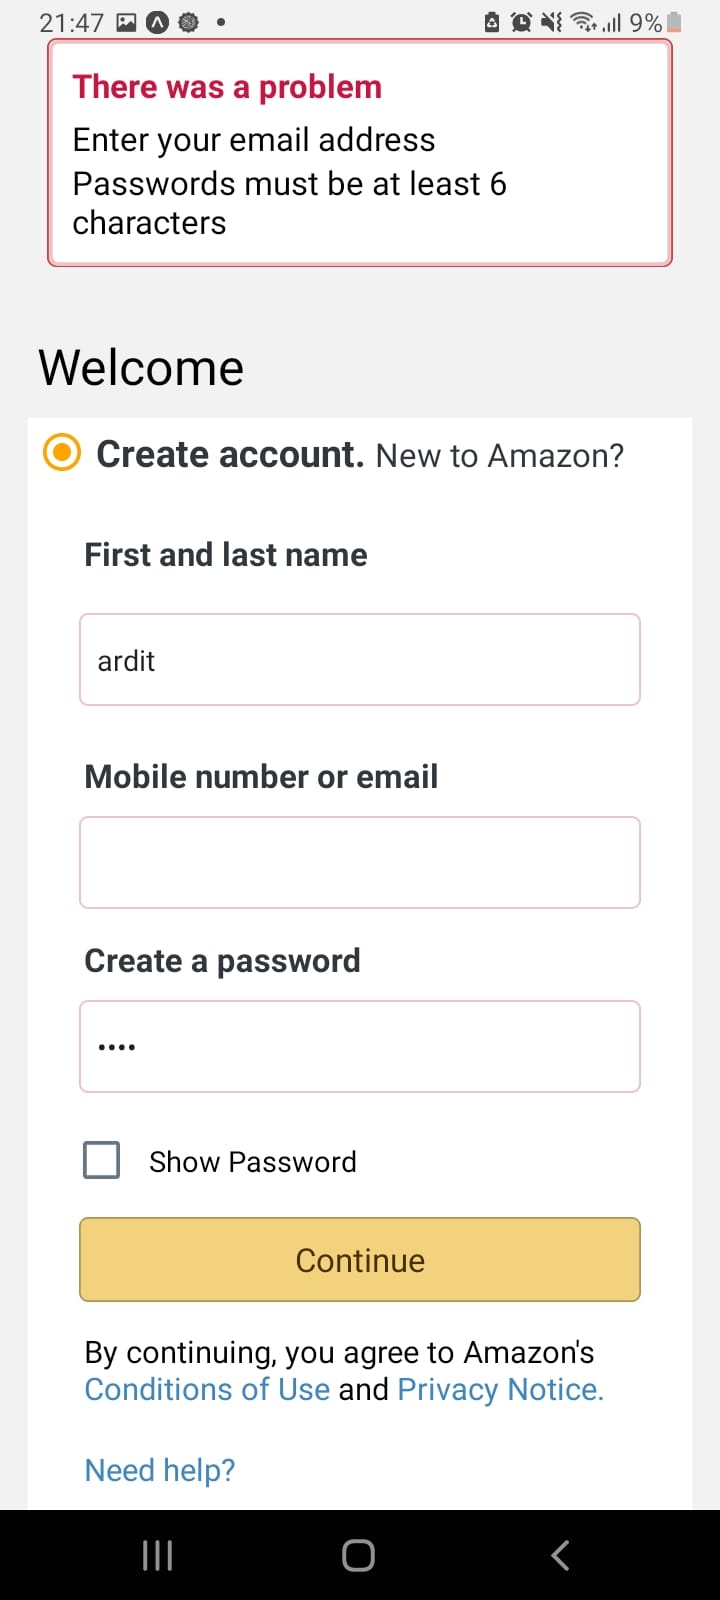 21:47 9%
There was a problem
Enter your email address
Passwords must be at least 6
characters
Welcome
Create account. New to Amazon?
First and last name
ardit
Mobile number or email
Create a password
••••
Show Password
Continue
By continuing, you agree to Amazon's
Conditions of Use and Privacy Notice.
Need help?